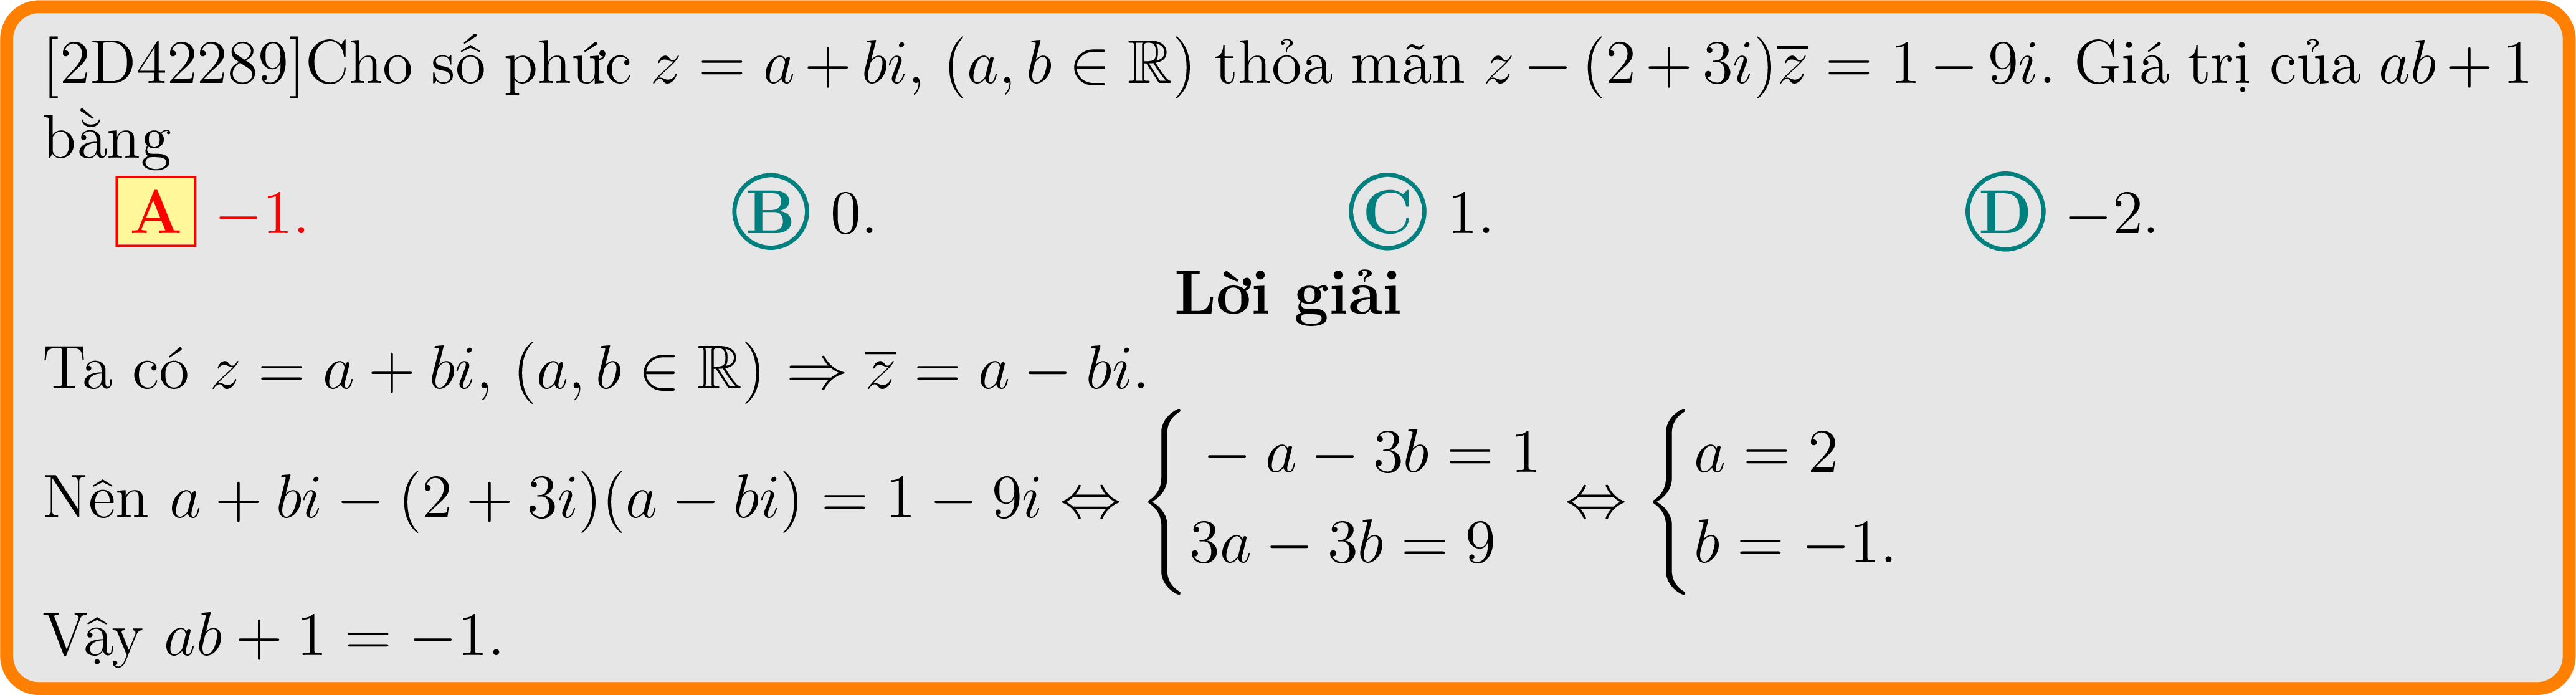 [2D42289]Cho số phức $z = a + bi$, $(a, b \in \mathbb{R})$ thỏa mãn $z - (2 + 3i)\overline{z} = 1 - 9i$. Giá trị của $ab + 1$
bằng
A −1. B 0. C 1. D −2.
Lời giải
Ta có $z = a + bi$, $(a, b \in \mathbb{R}) \Rightarrow \overline{z} = a - bi$.
Nên $a + bi - (2 + 3i)(a - bi) = 1 - 9i \Leftrightarrow \begin{cases} -a - 3b = 1 \\ 3a - 3b = 9 \end{cases} \Leftrightarrow \begin{cases} a = 2 \\ b = -1. \end{cases}$
Vậy $ab + 1 = -1$.